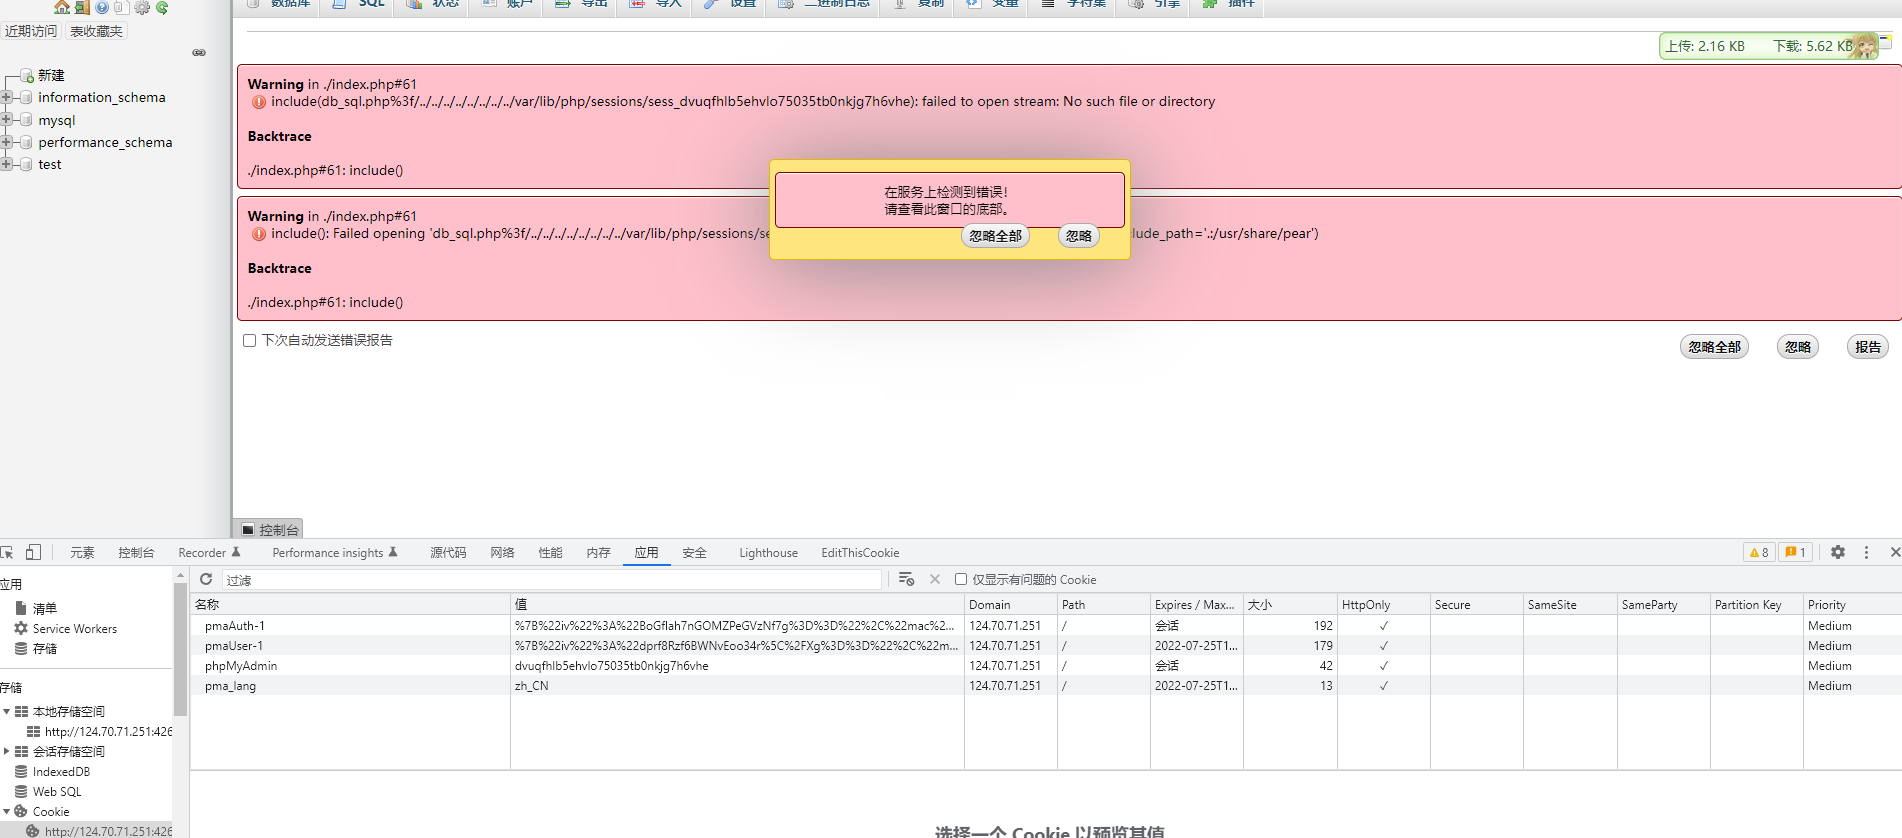 数据库 SQL 状态 账户 导出 导入 设置 二进制日志 复制 变量 字符集 引擎 插件
近期访问 表收藏夹
上传: 2.16 KB 下载: 5.62 KB
新建
information_schema
mysql
performance_schema
test
Warning in ./index.php#61
include(db_sql.php%3f/../../../../../../../../var/lib/php/sessions/sess_dvuqfhlb5ehvlo75035tb0nkjg7h6vhe): failed to open stream: No such file or directory
Backtrace
./index.php#61: include()
在服务上检测到错误!
请查看此窗口的底部。
忽略全部 忽略
Warning in ./index.php#61
include(): Failed opening 'db_sql.php%3f/../../../../../../../../var/lib/php/sessions/se
lude_path='.:/usr/share/pear')
Backtrace
./index.php#61: include()
下次自动发送错误报告
忽略全部 忽略 报告
控制台
元素 控制台 Recorder Performance insights 源代码 网络 性能 内存 应用 安全 Lighthouse EditThisCookie 8 1
应用
清单
Service Workers
存储
存储
本地存储空间
http://124.70.71.251:426
会话存储空间
IndexedDB
Web SQL
Cookie
http://124.70.71.251:426
过滤 仅显示有问题的 Cookie
名称 值 Domain Path Expires / Max... 大小 HttpOnly Secure SameSite SameParty Partition Key Priority
pmaAuth-1 %7B%22iv%22%3A%22BoGflah7nGOMZPeGVzNf7g%3D%3D%22%2C%22mac%2... 124.70.71.251 / 会话 192 ✓ Medium
pmaUser-1 %7B%22iv%22%3A%22dprf8Rzf6BWNvEoo34r%5C%2FXg%3D%3D%22%2C%22m... 124.70.71.251 / 2022-07-25T1... 179 ✓ Medium
phpMyAdmin dvuqfhlb5ehvlo75035tb0nkjg7h6vhe 124.70.71.251 / 会话 42 ✓ Medium
pma_lang zh_CN 124.70.71.251 / 2022-07-25T1... 13 ✓ Medium
选择一个 Cookie 以预览其值